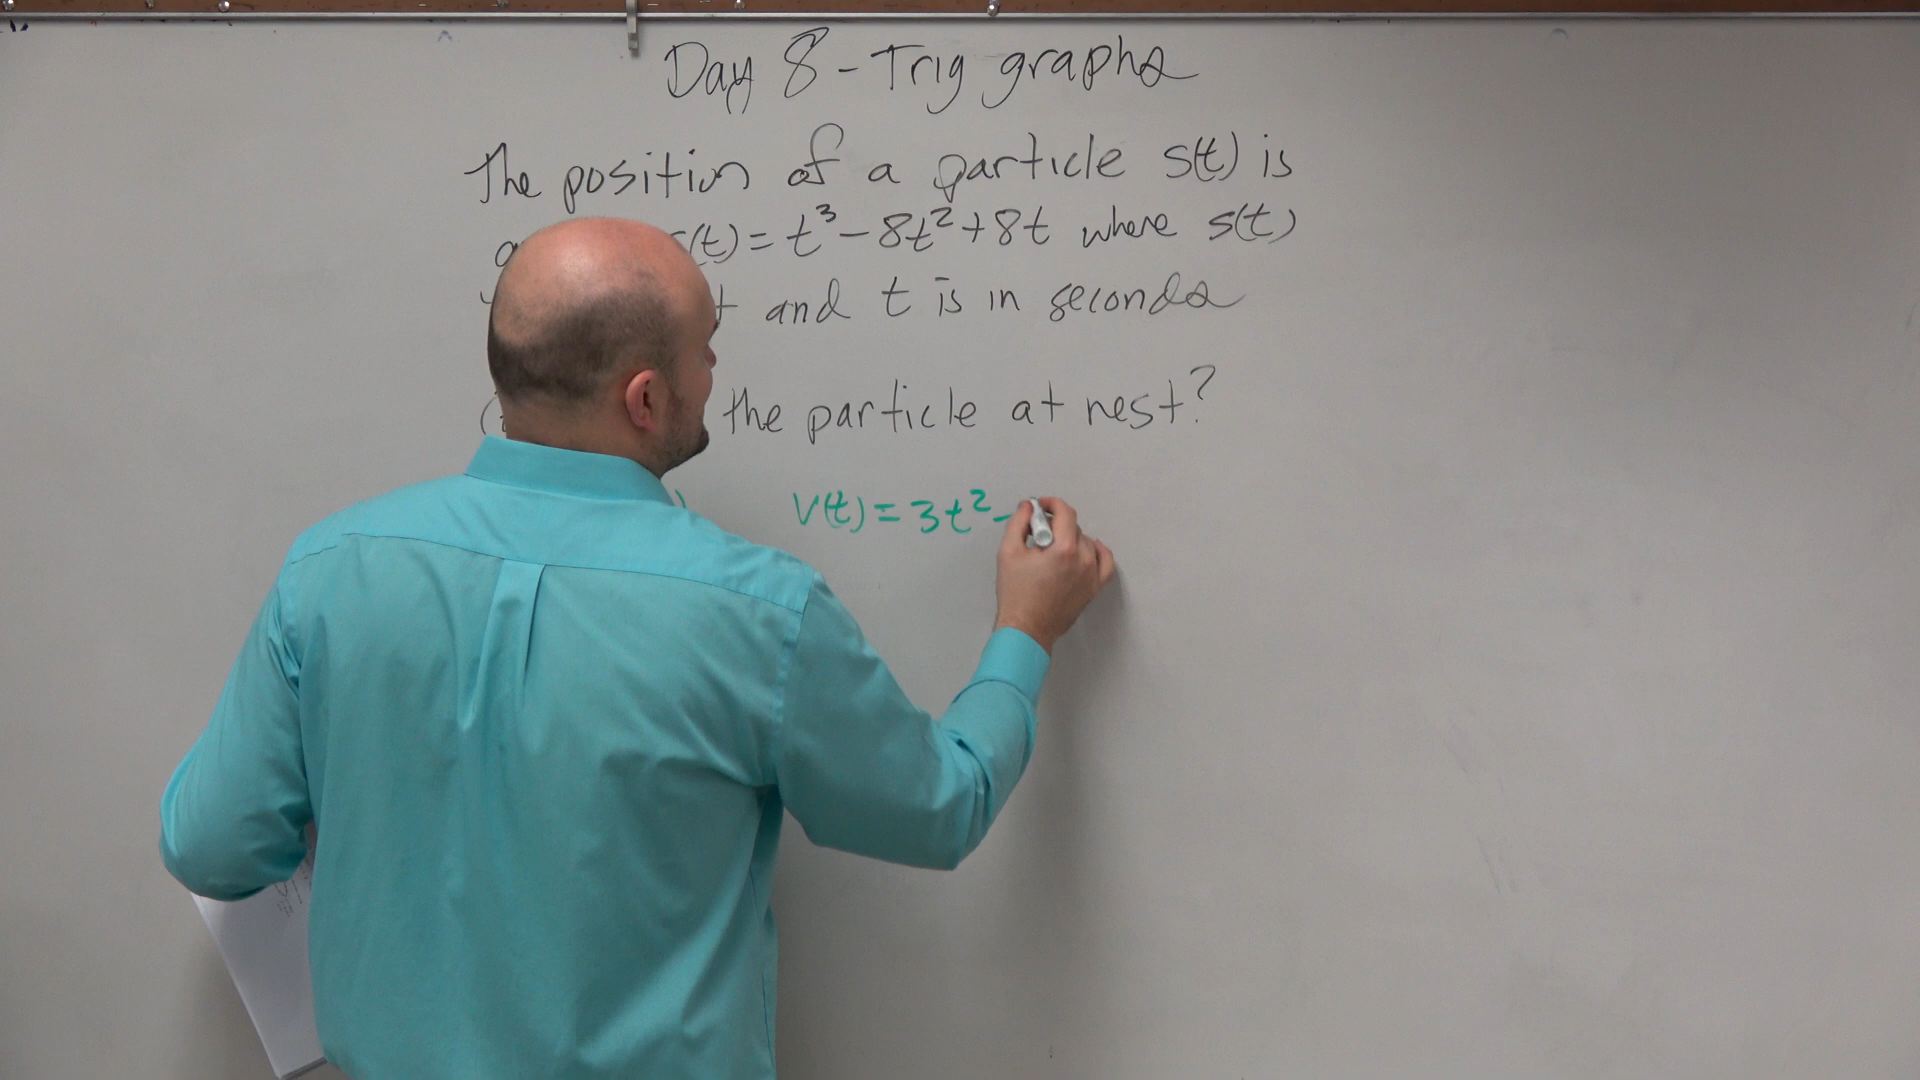 Day 8 - Trig graphs
The position of a particle s(t) is
(t) = t³ - 8t² + 8t where s(t)
and t is in seconds
the particle at rest?
V(t) = 3t² -